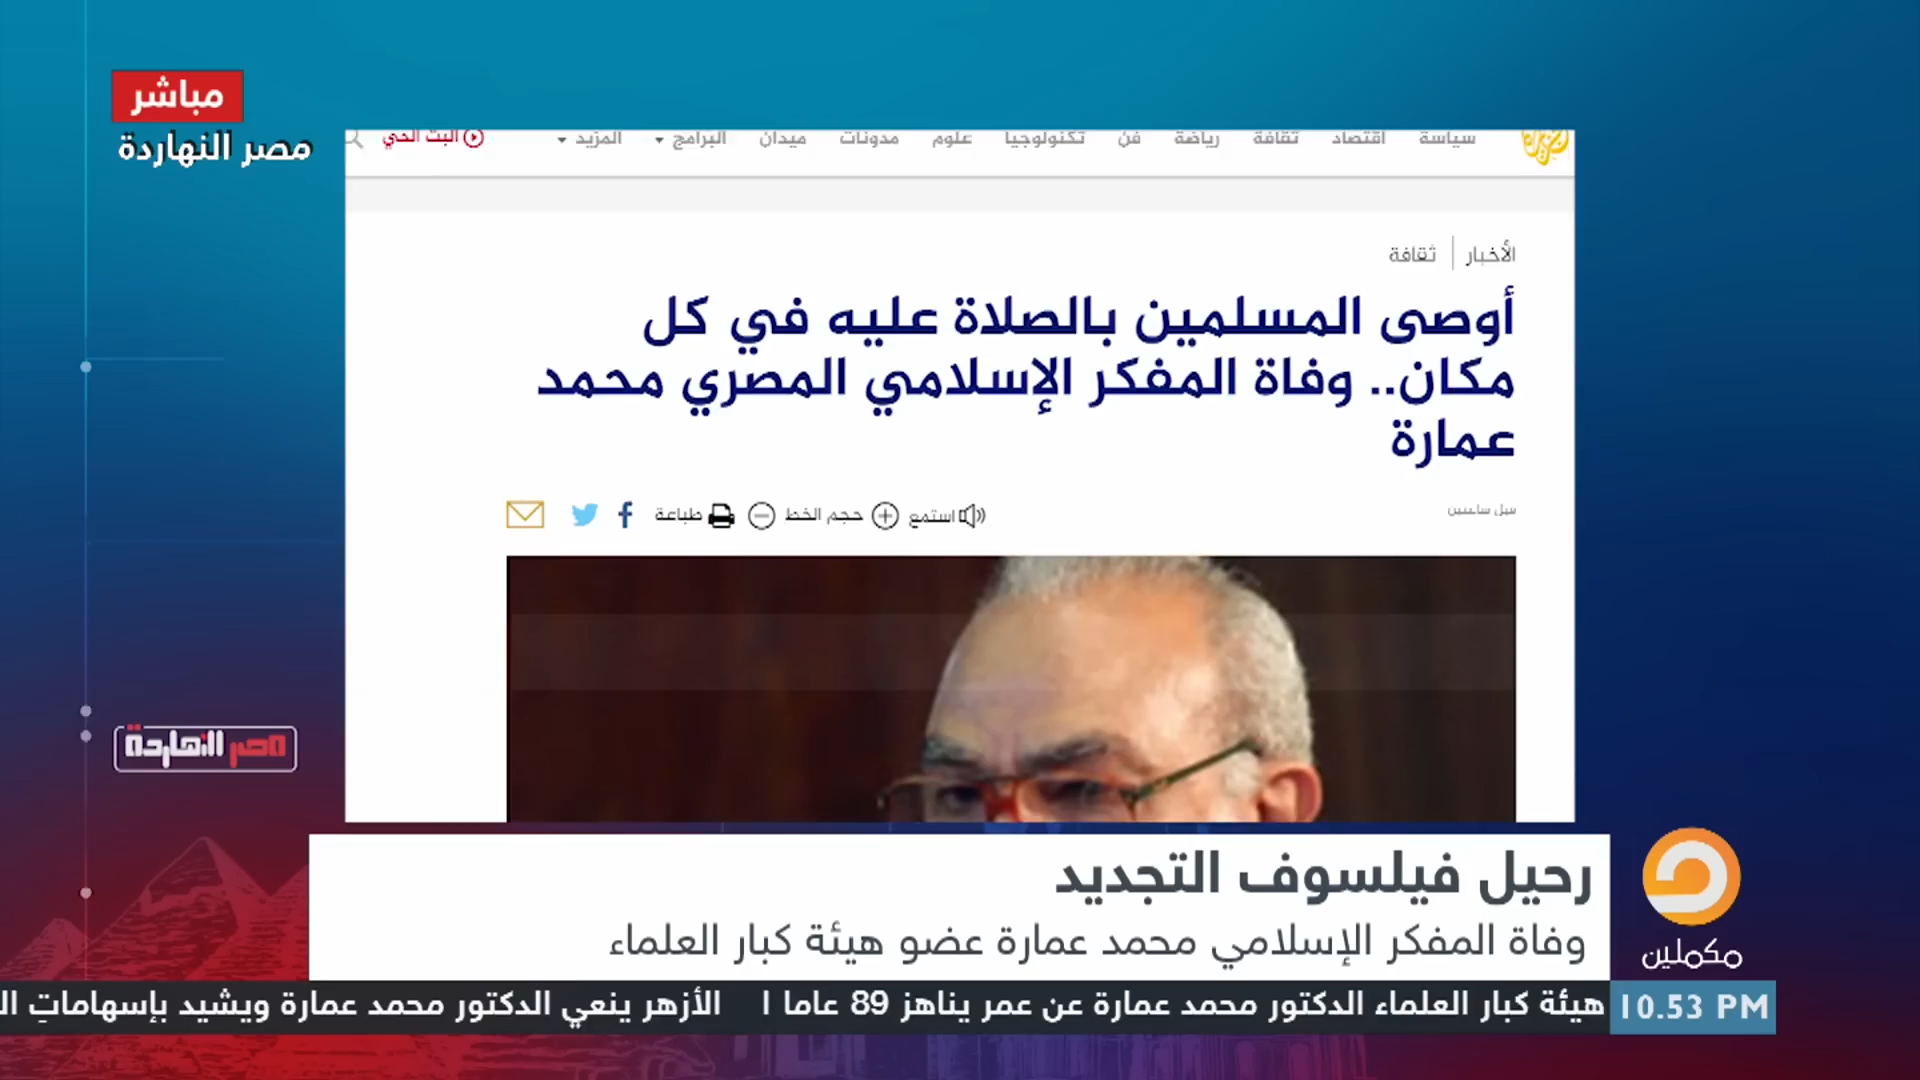 مباشر
مصر النهاردة
سياسة اقتصاد ثقافة رياضة فن تكنولوجيا علوم مدونات ميدان البرامج المزيد البث الحي
الأخبار | ثقافة
أوصى المسلمين بالصلاة عليه في كل
مكان.. وفاة المفكر الإسلامي المصري محمد
عمارة
استمع حجم الخط طباعة
مصر النهاردة
رحيل فيلسوف التجديد
وفاة المفكر الإسلامي محمد عمارة عضو هيئة كبار العلماء
مكملين
هيئة كبار العلماء الدكتور محمد عمارة عن عمر يناهز 89 عاما | الأزهر ينعي الدكتور محمد عمارة ويشيد بإسهاماتِ
10.53 PM